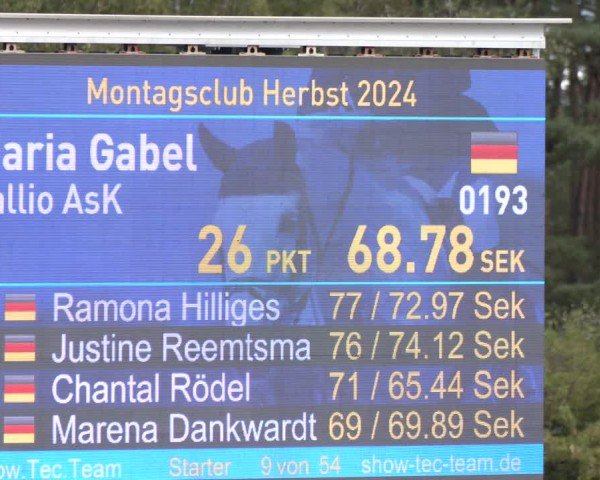 Montagsclub Herbst 2024
aria Gabel
allio AsK
0193
26 PKT 68.78 SEK
Ramona Hilliges 77 / 72.97 Sek
Justine Reemtsma 76 / 74.12 Sek
Chantal Rödel 71 / 65.44 Sek
Marena Dankwardt 69 / 69.89 Sek
ow.Tec.Team Starter 9 von 54 show-tec-team.de